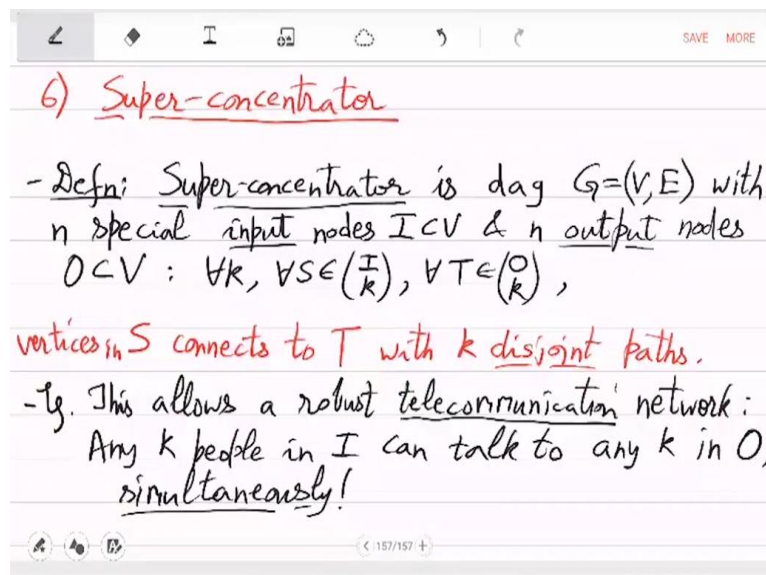 SAVE MORE
6) Super-concentrator
- Defn: Super-concentrator is dag G=(V,E) with
n special input nodes I⊂V & n output nodes
O⊂V : ∀k, ∀S∈(I k), ∀T∈(O k),
vertices in S connects to T with k disjoint paths.
- Eg. This allows a robust telecommunication network :
Any k people in I can talk to any k in O,
simultaneously!
< 157/157 +